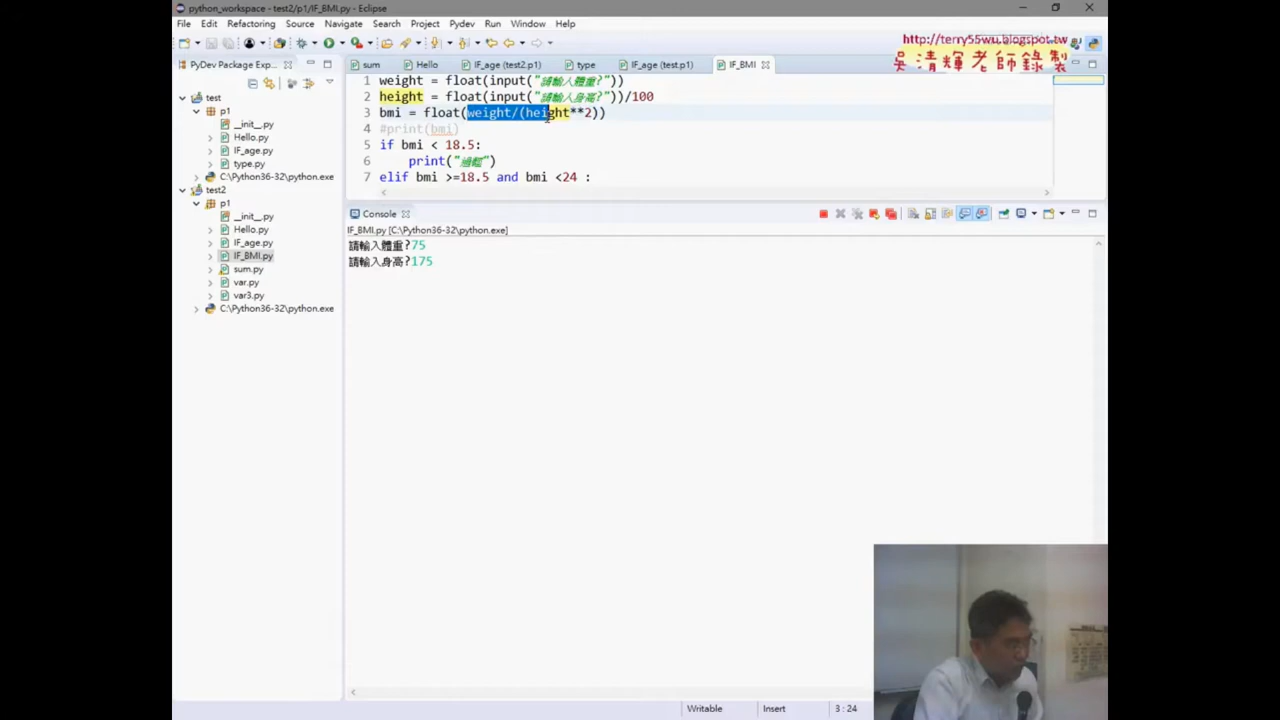 python_workspace - test2/p1/IF_BMI.py - Eclipse
File Edit Refactoring Source Navigate Search Project Pydev Run Window Help
http://terry55wu.blogspot.tw
吳清輝老師錄製
PyDev Package Exp...
sum Hello IF_age (test2.p1) type IF_age (test.p1) IF_BMI
test
p1
__init__.py
Hello.py
IF_age.py
type.py
C:\Python36-32\python.exe
test2
p1
__init__.py
Hello.py
IF_age.py
IF_BMI.py
sum.py
var.py
var3.py
C:\Python36-32\python.exe
1 weight = float(input("請輸入體重?"))
2 height = float(input("請輸入身高?"))/100
3 bmi = float(weight/(height**2))
4 #print(bmi)
5 if bmi < 18.5:
6 print("過輕")
7 elif bmi >=18.5 and bmi <24 :
Console
IF_BMI.py [C:\Python36-32\python.exe]
請輸入體重?75
請輸入身高?175
Writable Insert 3 : 24